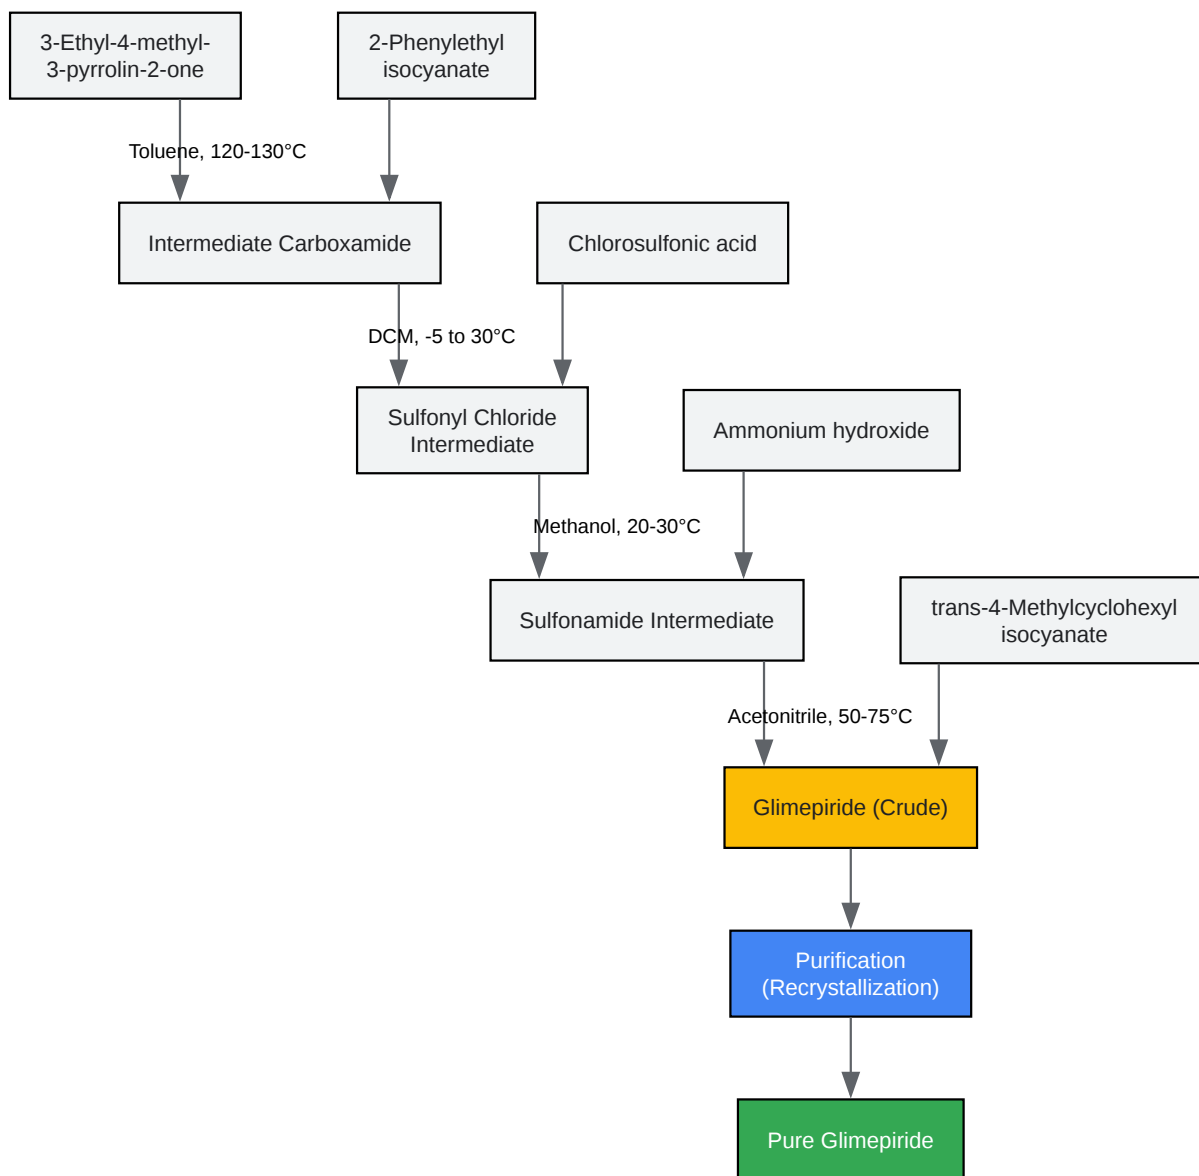 3-Ethyl-4-methyl-
3-pyrrolin-2-one
2-Phenylethyl
isocyanate
Toluene, 120-130°C
Intermediate Carboxamide
Chlorosulfonic acid
DCM, -5 to 30°C
Sulfonyl Chloride
Intermediate
Ammonium hydroxide
Methanol, 20-30°C
Sulfonamide Intermediate
trans-4-Methylcyclohexyl
isocyanate
Acetonitrile, 50-75°C
Glimepiride (Crude)
Purification
(Recrystallization)
Pure Glimepiride